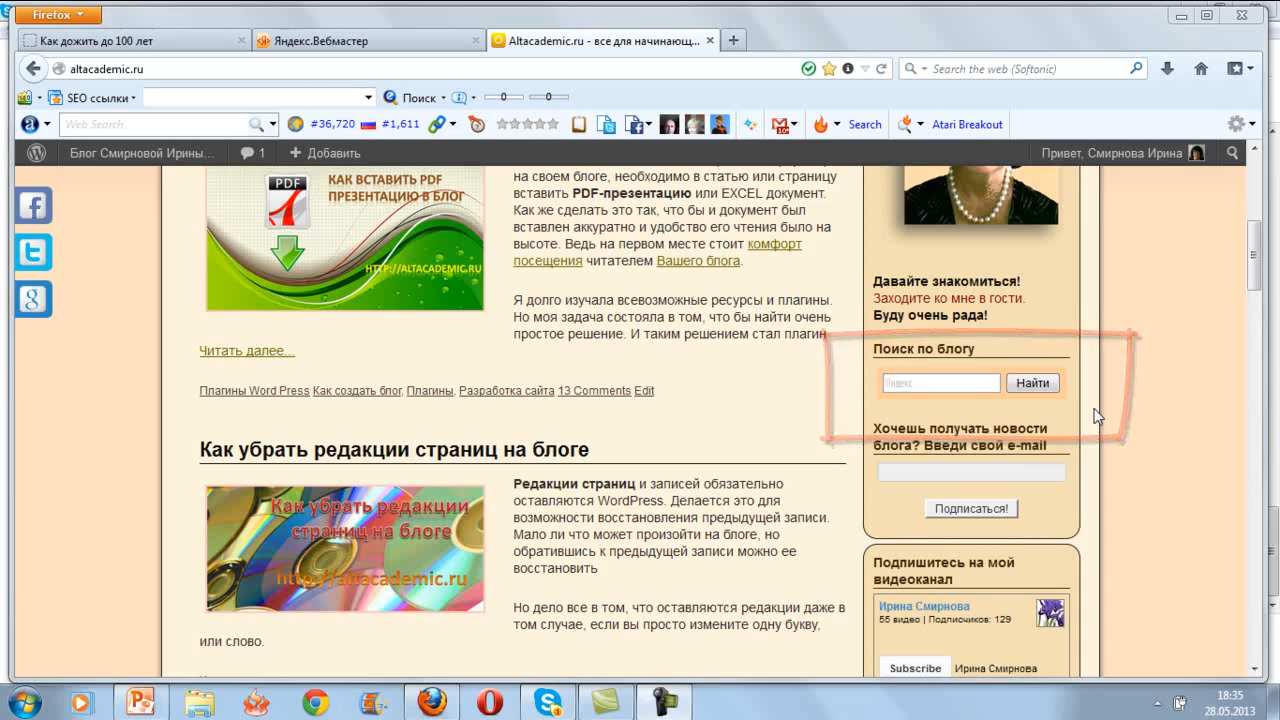 Firefox
Как дожить до 100 лет
Яндекс.Вебмастер
Altacademic.ru - все для начинающ...
altacademic.ru
Search the web (Softonic)
SEO ссылки
Поиск
0
0
Web Search
#36,720
#1,611
Search
Atari Breakout
Блог Смирновой Ирины...
1
Добавить
Привет, Смирнова Ирина
PDF
КАК ВСТАВИТЬ PDF
ПРЕЗЕНТАЦИЮ В БЛОГ
HTTP://ALTACADEMIC.RU
на своем блоге, необходимо в статью или страницу
вставить PDF-презентацию или EXCEL документ.
Как же сделать это так, что бы и документ был
вставлен аккуратно и удобство его чтения было на
высоте. Ведь на первом месте стоит комфорт
посещения читателем Вашего блога.
Я долго изучала всевозможные ресурсы и плагины.
Но моя задача состояла в том, что бы найти очень
простое решение. И таким решением стал плагин
Читать далее...
Плагины Word Press Как создать блог, Плагины, Разработка сайта 13 Comments Edit
Как убрать редакции страниц на блоге
Как убрать редакции
страниц на блоге
http://altacademic.ru
Редакции страниц и записей обязательно
оставляются WordPress. Делается это для
возможности восстановления предыдущей записи.
Мало ли что может произойти на блоге, но
обратившись к предыдущей записи можно ее
восстановить
Но дело все в том, что оставляются редакции даже в
том случае, если вы просто измените одну букву,
или слово.
Давайте знакомиться!
Заходите ко мне в гости.
Буду очень рада!
Поиск по блогу
Яндекс
Найти
Хочешь получать новости
блога? Введи свой e-mail
Подписаться!
Подпишитесь на мой
видеоканал
Ирина Смирнова
55 видео | Подписчиков: 129
Subscribe
Ирина Смирнова
18:35
28.05.2013